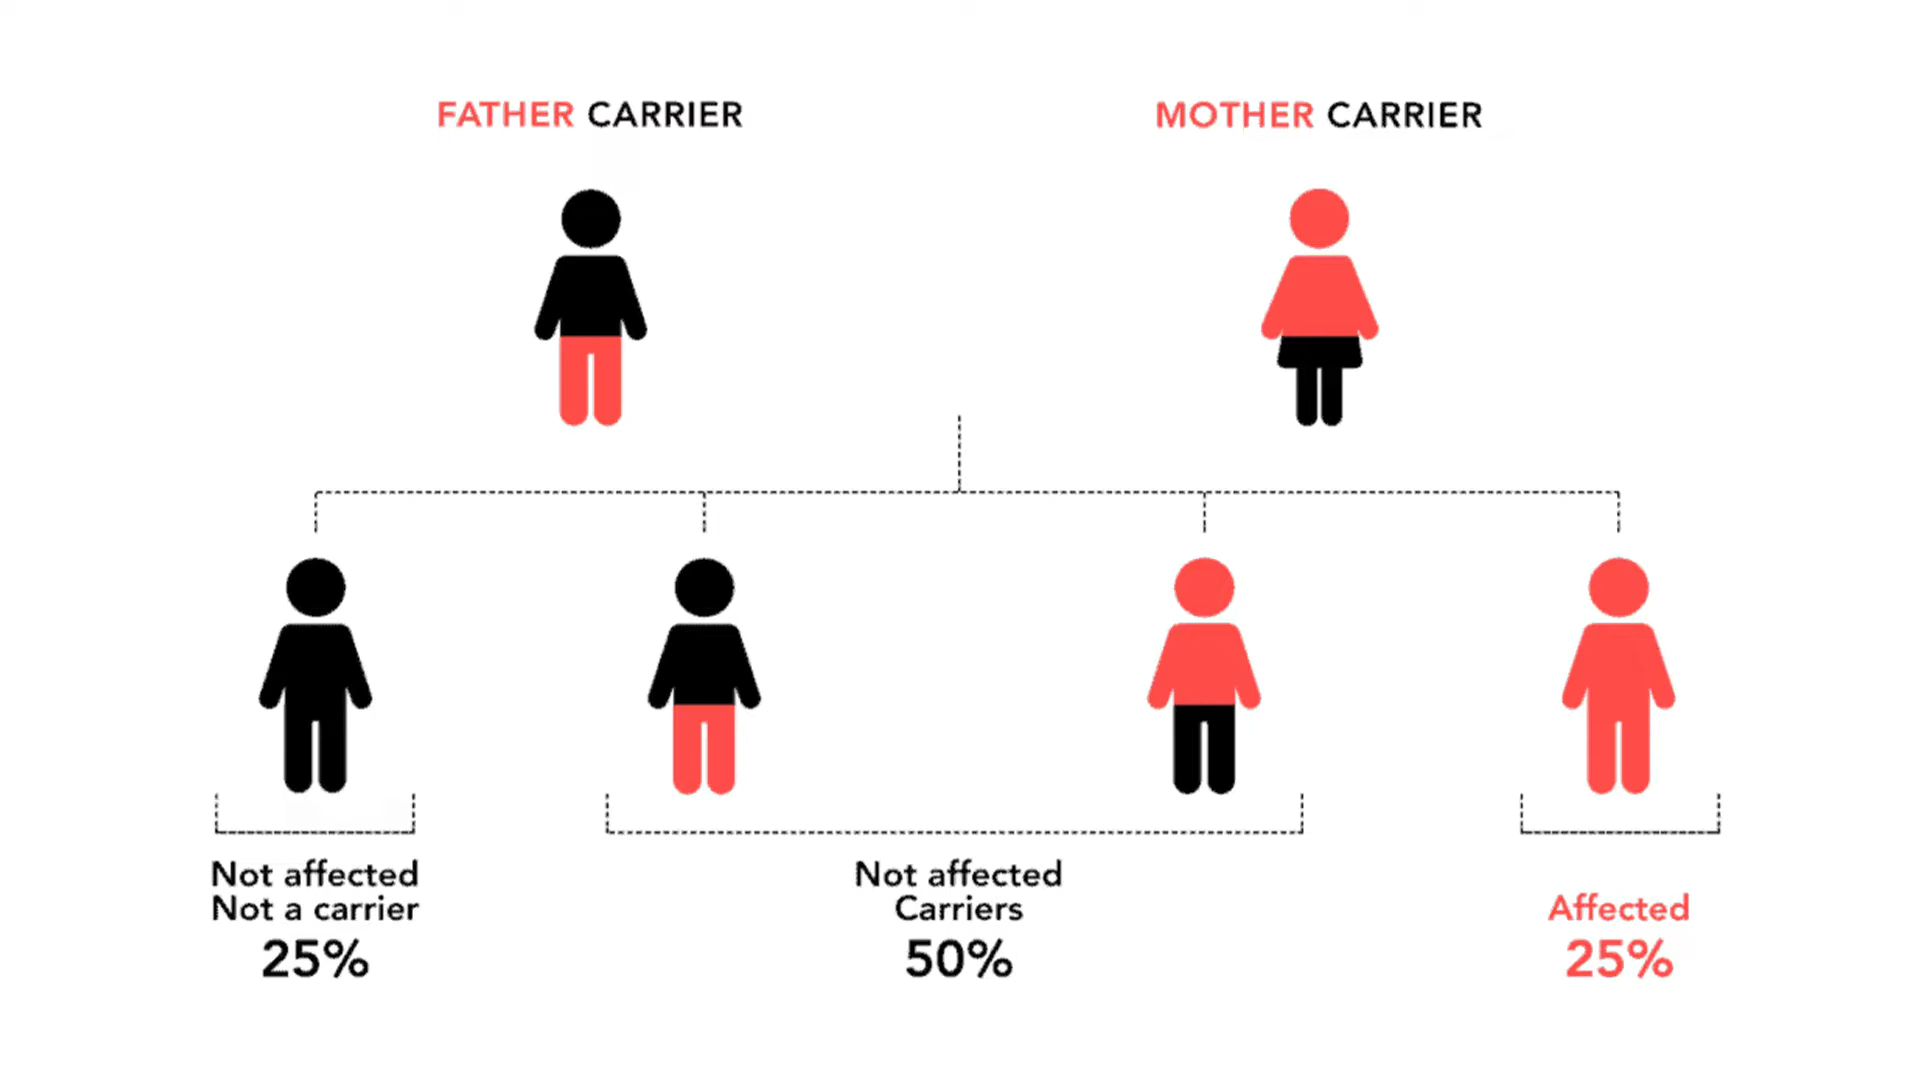 FATHER CARRIER
MOTHER CARRIER
Not affected
Not a carrier
25%
Not affected
Carriers
50%
Affected
25%